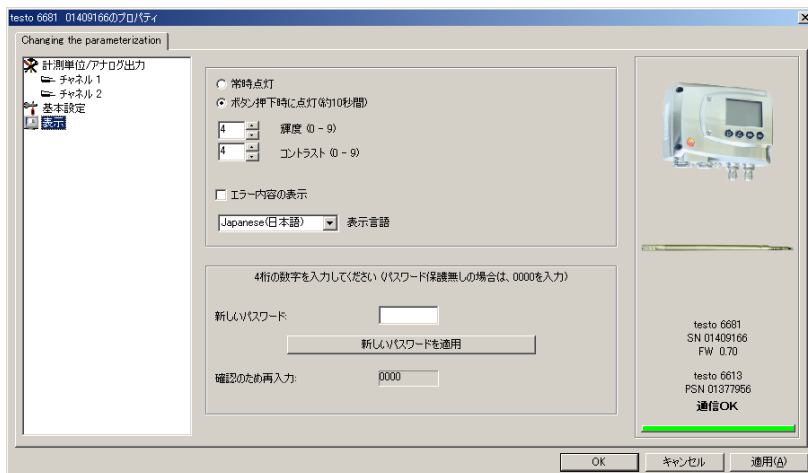 testo 6681 01409166のプロパティ
Changing the parameterization
計測単位/アナログ出力
チャネル 1
チャネル 2
基本設定
表示
常時点灯
ボタン押下時に点灯(約10秒間)
4 輝度 (0 - 9)
4 コントラスト (0 - 9)
エラー内容の表示
Japanese(日本語) 表示言語
4桁の数字を入力してください (パスワード保護無しの場合は、0000を入力)
新しいパスワード:
新しいパスワードを適用
確認のため再入力: 0000
testo 6681
SN 01409166
FW 0.70
testo 6613
PSN 01377956
通信OK
OK キャンセル 適用(A)